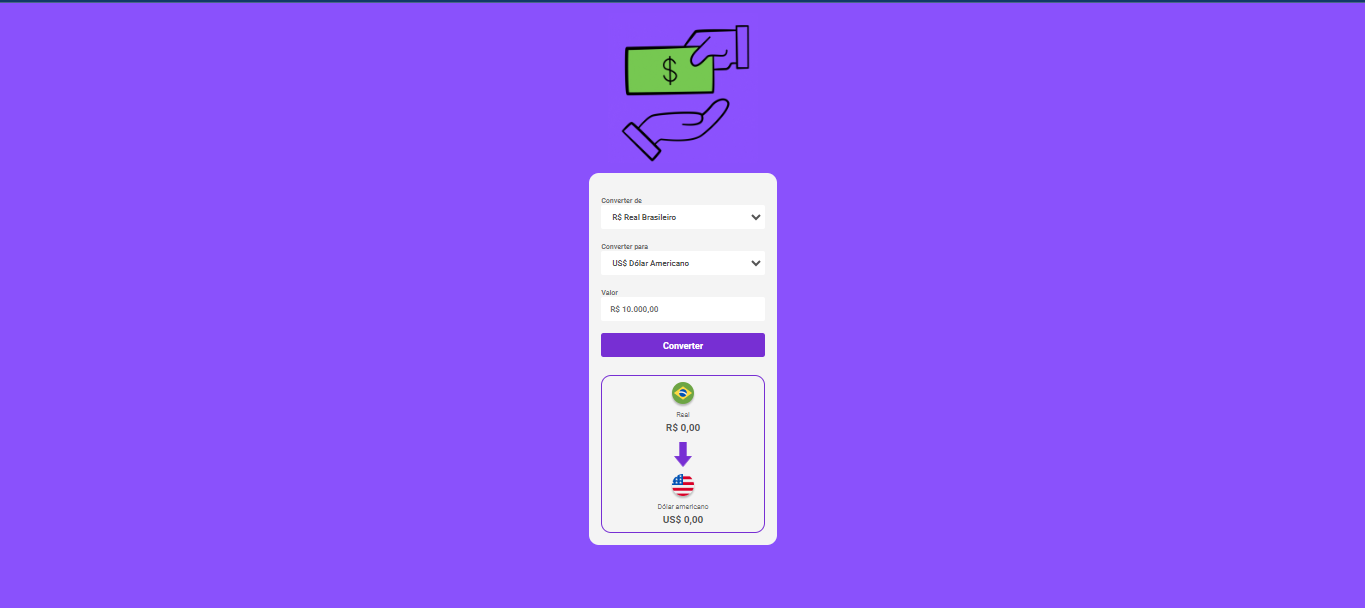 $
Converter de
R$ Real Brasileiro
Converter para
US$ Dólar Americano
Valor
R$ 10.000,00
Converter
Real
R$ 0,00
Dólar americano
US$ 0,00